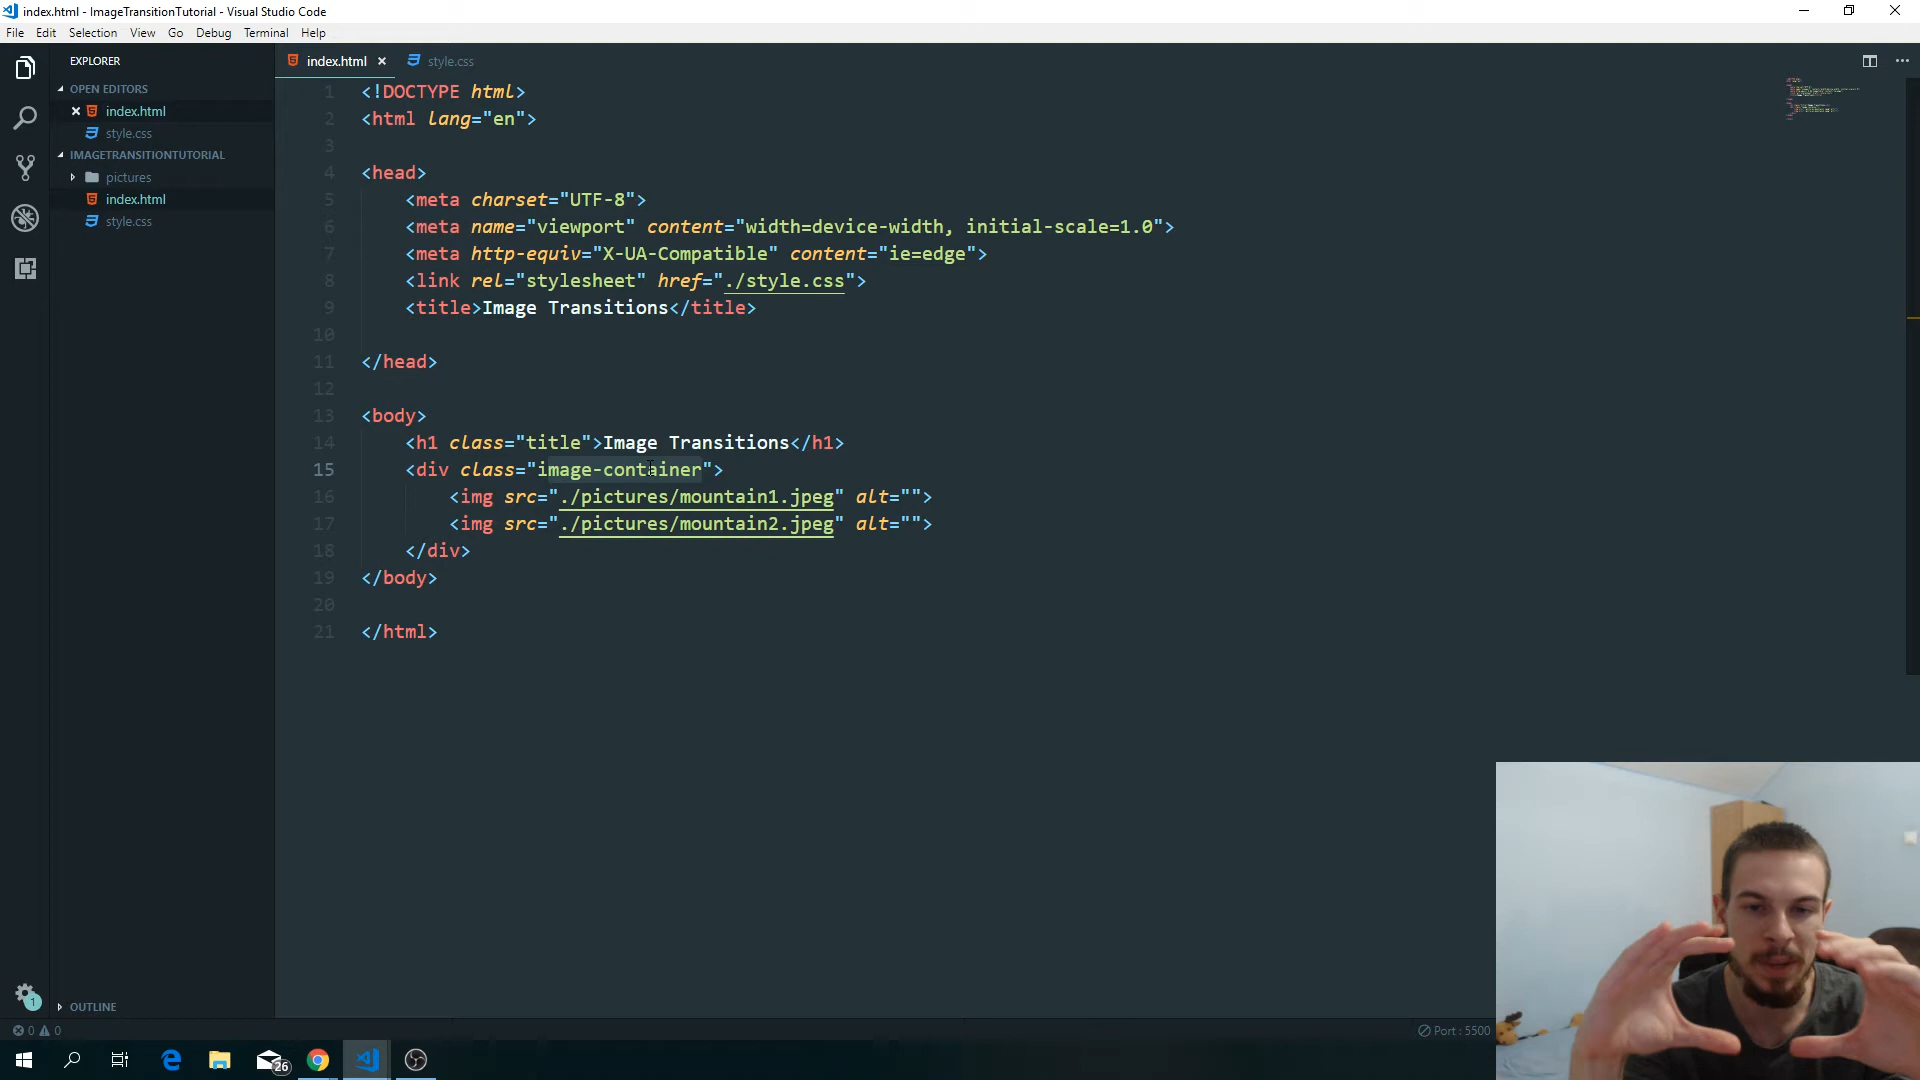 index.html - ImageTransitionTutorial - Visual Studio Code
File Edit Selection View Go Debug Terminal Help
EXPLORER
OPEN EDITORS
index.html
style.css
IMAGETRANSITIONTUTORIAL
pictures
index.html
style.css
OUTLINE
index.html style.css
1 <!DOCTYPE html>
2 <html lang="en">
3
4 <head>
5 <meta charset="UTF-8">
6 <meta name="viewport" content="width=device-width, initial-scale=1.0">
7 <meta http-equiv="X-UA-Compatible" content="ie=edge">
8 <link rel="stylesheet" href="./style.css">
9 <title>Image Transitions</title>
10
11 </head>
12
13 <body>
14 <h1 class="title">Image Transitions</h1>
15 <div class="image-container">
16 <img src="./pictures/mountain1.jpeg" alt="">
17 <img src="./pictures/mountain2.jpeg" alt="">
18 </div>
19 </body>
20
21 </html>
1
0 0
Port : 5500
26